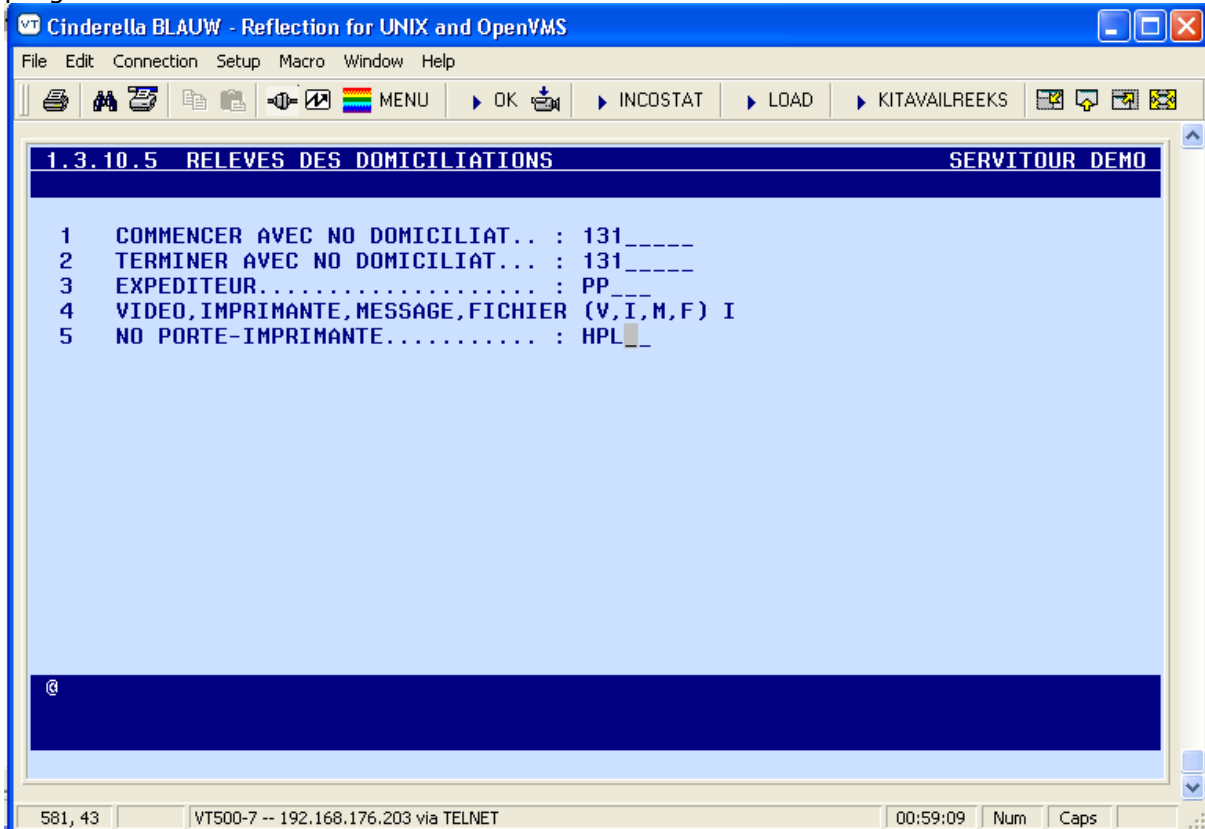 Cinderella BLAUW - Reflection for UNIX and OpenVMS
File Edit Connection Setup Macro Window Help
MENU OK INCOSTAT LOAD KITAVAILREEKS
1.3.10.5 RELEVES DES DOMICILIATIONS SERVITOUR DEMO
1 COMMENCER AVEC NO DOMICILIAT.. : 131_____
2 TERMINER AVEC NO DOMICILIAT... : 131_____
3 EXPEDITEUR.................... : PP___
4 VIDEO,IMPRIMANTE,MESSAGE,FICHIER (V,I,M,F) I
5 NO PORTE-IMPRIMANTE........... : HPL__
@
581, 43 VT500-7 -- 192.168.176.203 via TELNET 00:59:09 Num Caps